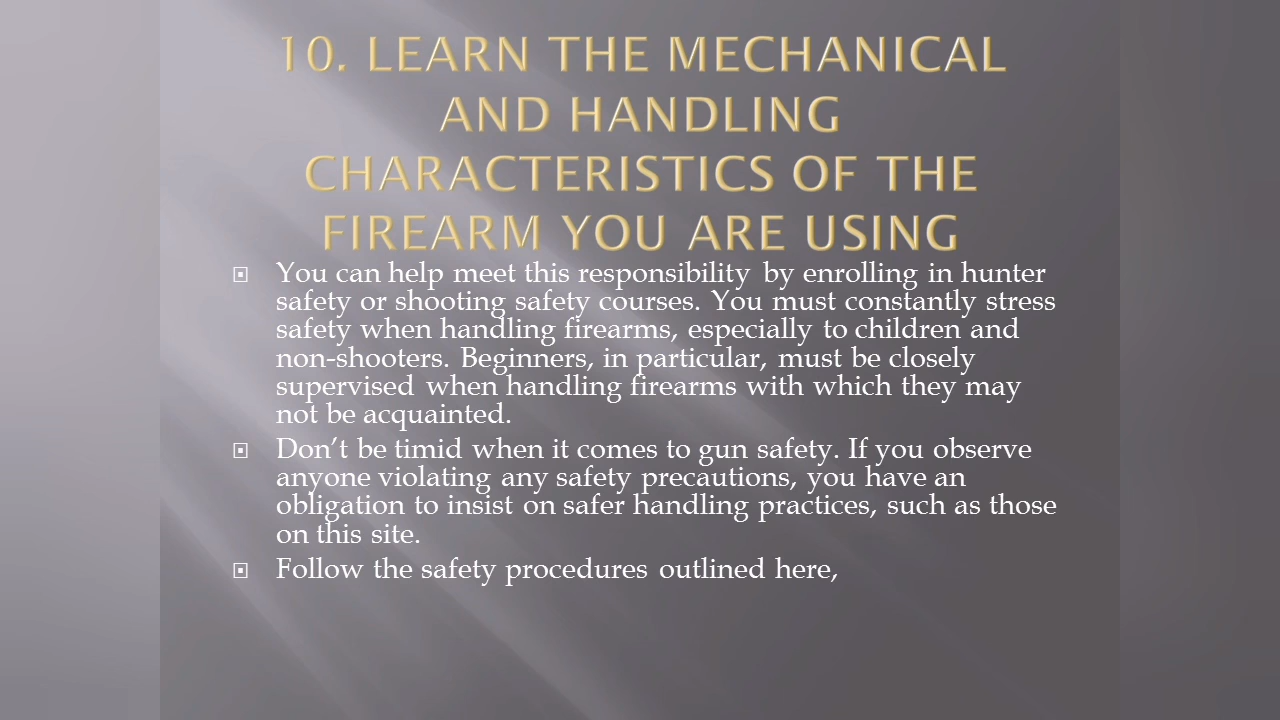 10. LEARN THE MECHANICAL
AND HANDLING
CHARACTERISTICS OF THE
FIREARM YOU ARE USING
You can help meet this responsibility by enrolling in hunter
safety or shooting safety courses. You must constantly stress
safety when handling firearms, especially to children and
non-shooters. Beginners, in particular, must be closely
supervised when handling firearms with which they may
not be acquainted.
Don’t be timid when it comes to gun safety. If you observe
anyone violating any safety precautions, you have an
obligation to insist on safer handling practices, such as those
on this site.
Follow the safety procedures outlined here,